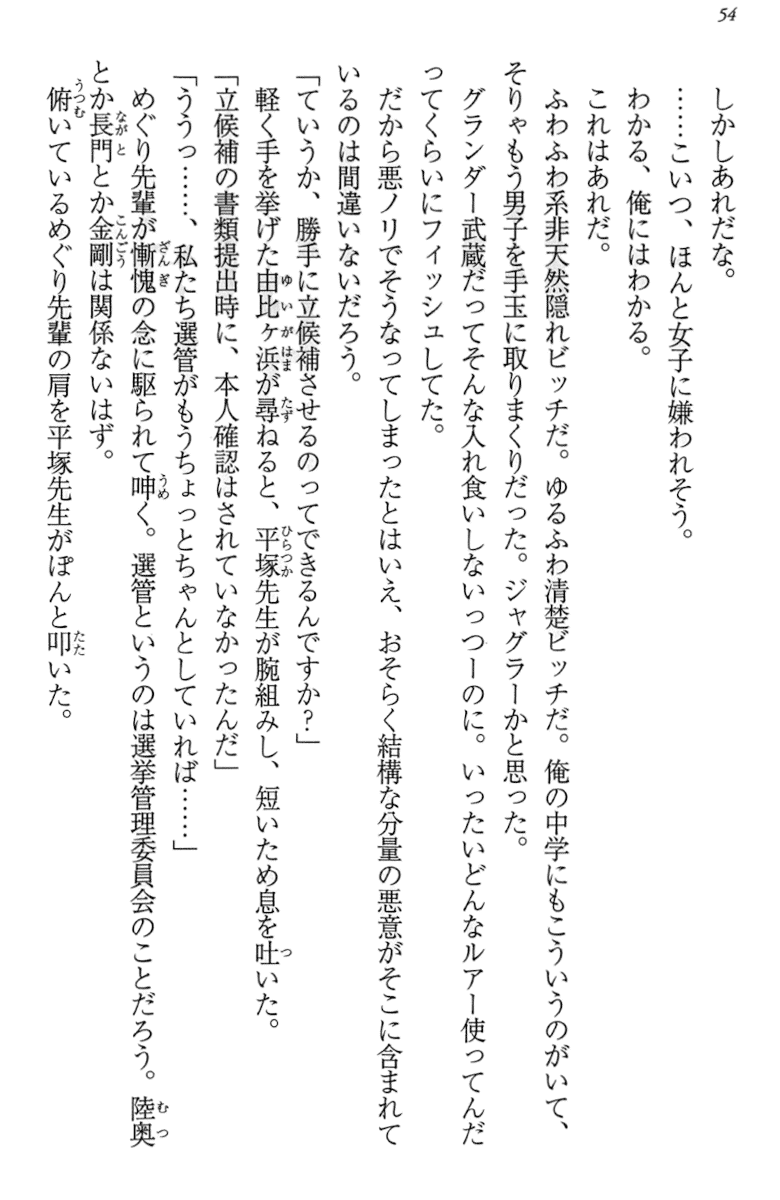 54
しかしあれだな。
……こいつ、ほんと女子に嫌われそう。
わかる、俺にはわかる。
これはあれだ。
ふわふわ系非天然隠れビッチだ。ゆるふわ清楚ビッチだ。俺の中学にもこういうのがいて、
そりゃもう男子を手玉に取りまくりだった。ジャグラーかと思った。
グランダー武蔵だってそんな入れ食いしないっつーのに。いったいどんなルアー使ってんだ
ってくらいにフィッシュしてた。
だから悪ノリでそうなってしまったとはいえ、おそらく結構な分量の悪意がそこに含まれて
いるのは間違いないだろう。
「ていうか、勝手に立候補させるのってできるんですか?」
軽く手を挙げた由比ヶ浜が尋ねると、平塚先生が腕組みし、短いため息を吐いた。
「立候補の書類提出時に、本人確認はされていなかったんだ」
「ううっ……、私たち選管がもうちょっとちゃんとしていれば……」
めぐり先輩が慚愧の念に駆られて呻く。選管というのは選挙管理委員会のことだろう。陸奥
とか長門とか金剛は関係ないはず。
俯いているめぐり先輩の肩を平塚先生がぽんと叩いた。